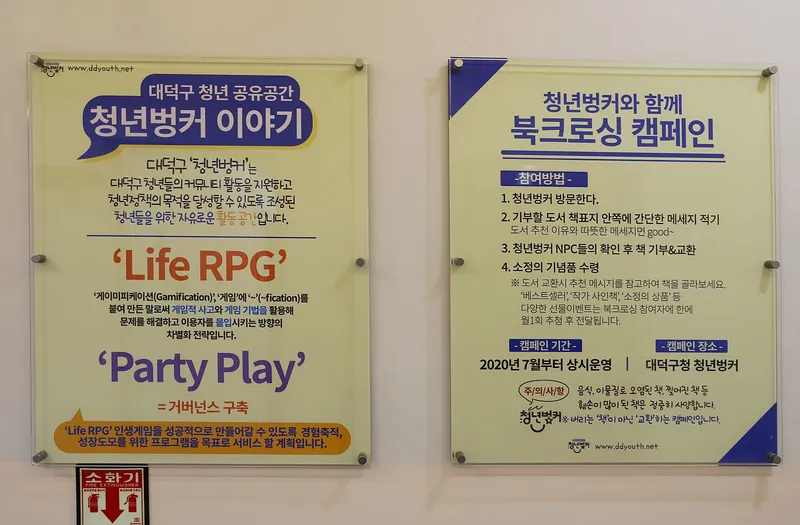 청년벙커 www.ddyouth.net
대덕구 청년 공유공간
청년벙커 이야기
대덕구 '청년벙커'는
대덕구 청년들의 커뮤니티 활동을 지원하고
청년정책의 목적을 달성할 수 있도록 조성된
청년들을 위한 자유로운 활동공간입니다.
'Life RPG'
'게이미피케이션(Gamification)', '게임'에 '~'(~fication)를
붙여 만든 말로써 게임적 사고와 게임 기법을 활용해
문제를 해결하고 이용자를 몰입시키는 방향의
차별화 전략입니다.
'Party Play'
= 거버넌스 구축
'Life RPG' 인생게임을 성공적으로 만들어갈 수 있도록 경험축적,
성장도모를 위한 프로그램을 목표로 서비스 할 계획입니다.
소화기
FIRE EXTINGUISHER
청년벙커와 함께
북크로싱 캠페인
- 참여방법 -
1. 청년벙커 방문한다.
2. 기부할 도서 책표지 안쪽에 간단한 메세지 적기
도서 추천 이유와 따뜻한 메세지면 good~
3. 청년벙커 NPC들의 확인 후 책 기부&교환
4. 소정의 기념품 수령
※ 도서 교환시 추천 메시지를 참고하여 책을 골라보세요.
'베스트셀러', '작가 사인책', '소정의 상품' 등
다양한 선물이벤트는 북크로싱 참여자에 한에
월1회 추첨 후 전달됩니다.
- 캠페인 기간 -
2020년 7월부터 상시운영
- 캠페인 장소 -
대덕구청 청년벙커
주/의/사/항
청년벙커
음식, 이물질로 오염된 책, 찢어진 책 등
훼손이 많이 된 책은 정중히 사양합니다.
※ 버리는 '책'이 아닌 '교환'하는 캠페인입니다.
청년벙커 www.ddyouth.net